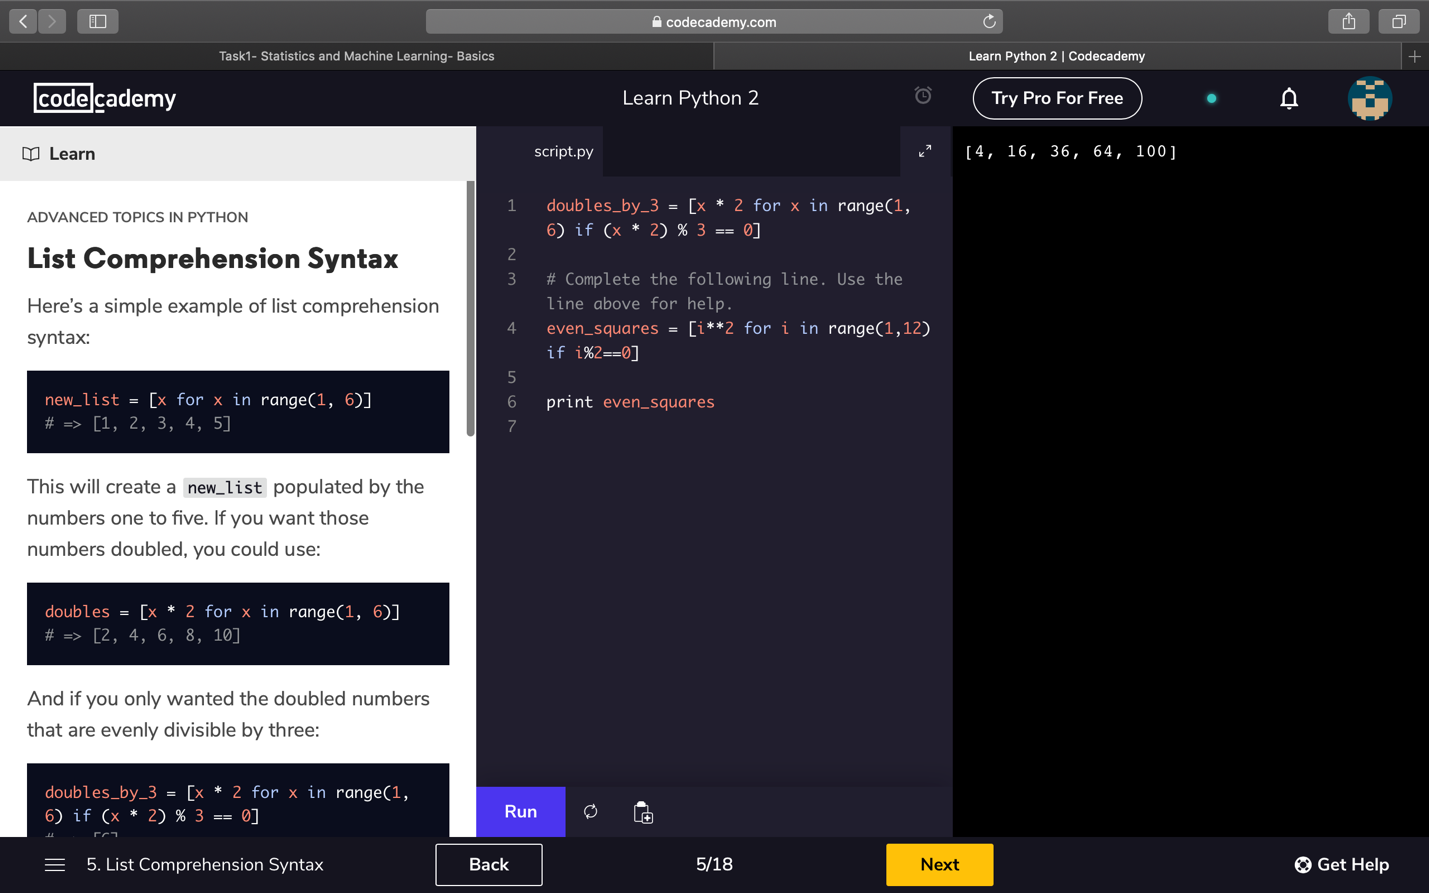 codecademy.com
Task1- Statistics and Machine Learning- Basics
Learn Python 2 | Codecademy
codecademy
Learn Python 2
Try Pro For Free
Learn
ADVANCED TOPICS IN PYTHON
List Comprehension Syntax
Here’s a simple example of list comprehension
syntax:
new_list = [x for x in range(1, 6)]
# => [1, 2, 3, 4, 5]
This will create a new_list populated by the
numbers one to five. If you want those
numbers doubled, you could use:
doubles = [x * 2 for x in range(1, 6)]
# => [2, 4, 6, 8, 10]
And if you only wanted the doubled numbers
that are evenly divisible by three:
doubles_by_3 = [x * 2 for x in range(1,
6) if (x * 2) % 3 == 0]
script.py
1 doubles_by_3 = [x * 2 for x in range(1,
6) if (x * 2) % 3 == 0]
2
3 # Complete the following line. Use the
line above for help.
4 even_squares = [i**2 for i in range(1,12)
if i%2==0]
5
6 print even_squares
7
[4, 16, 36, 64, 100]
Run
5. List Comprehension Syntax
Back
5/18
Next
Get Help